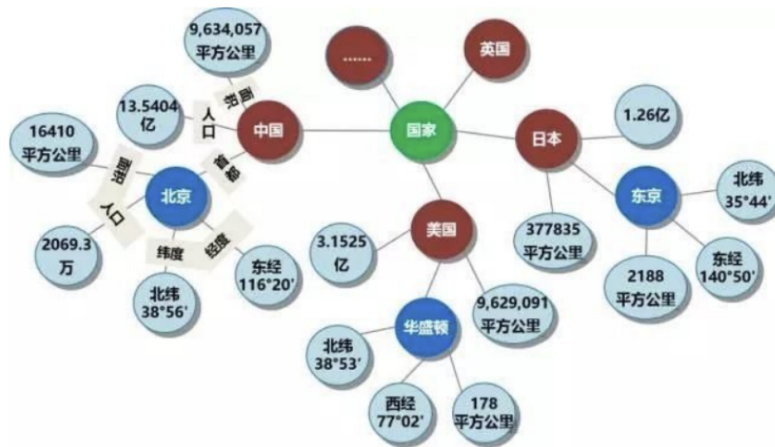 9,634,057
平方公里
......
英国
面积
13.5404
亿
人口
中国
国家
日本
1.26亿
16410
平方公里
面积
首都
北京
东京
北纬
35°44'
人口
美国
377835
平方公里
2069.3
万
纬度
经度
东经
116°20'
3.1525
亿
2188
平方公里
东经
140°50'
北纬
38°56'
9,629,091
平方公里
华盛顿
北纬
38°53'
西经
77°02'
178
平方公里